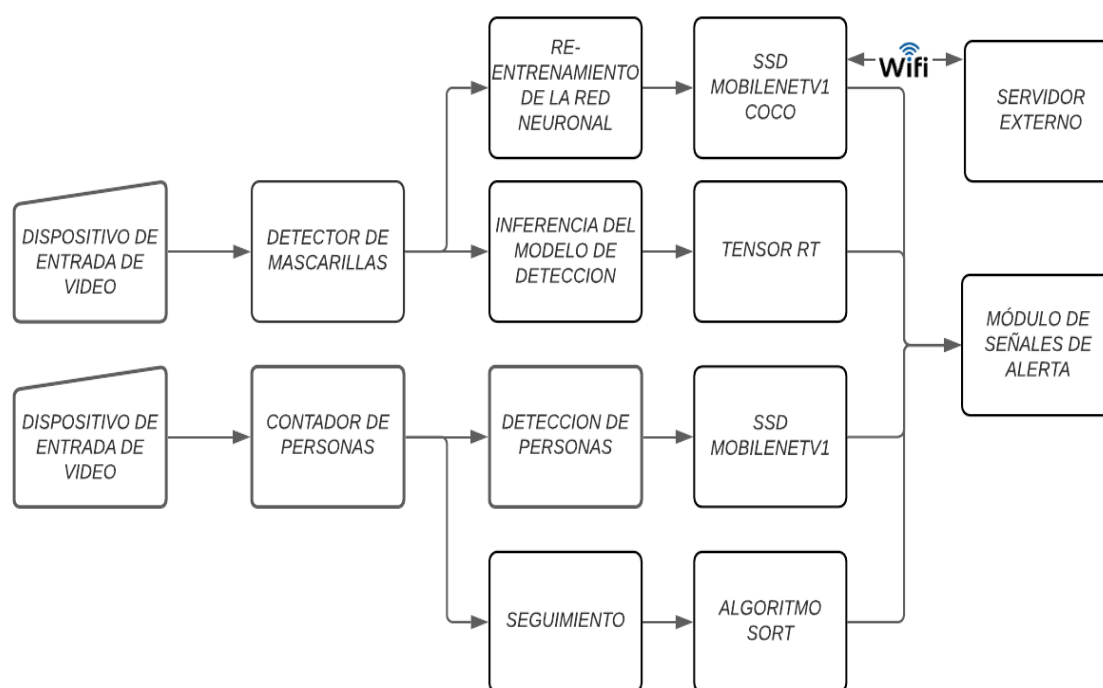 RE-
ENTRENAMIENTO
DE LA RED
NEURONAL
SSD
MOBILENETV1
COCO
Wifi
SERVIDOR
EXTERNO
DISPOSITIVO DE
ENTRADA DE
VIDEO
DETECTOR DE
MASCARILLAS
INFERENCIA DEL
MODELO DE
DETECCION
TENSOR RT
MÓDULO DE
SEÑALES DE
ALERTA
DISPOSITIVO DE
ENTRADA DE
VIDEO
CONTADOR DE
PERSONAS
DETECCION DE
PERSONAS
SSD
MOBILENETV1
SEGUIMIENTO
ALGORITMO
SORT